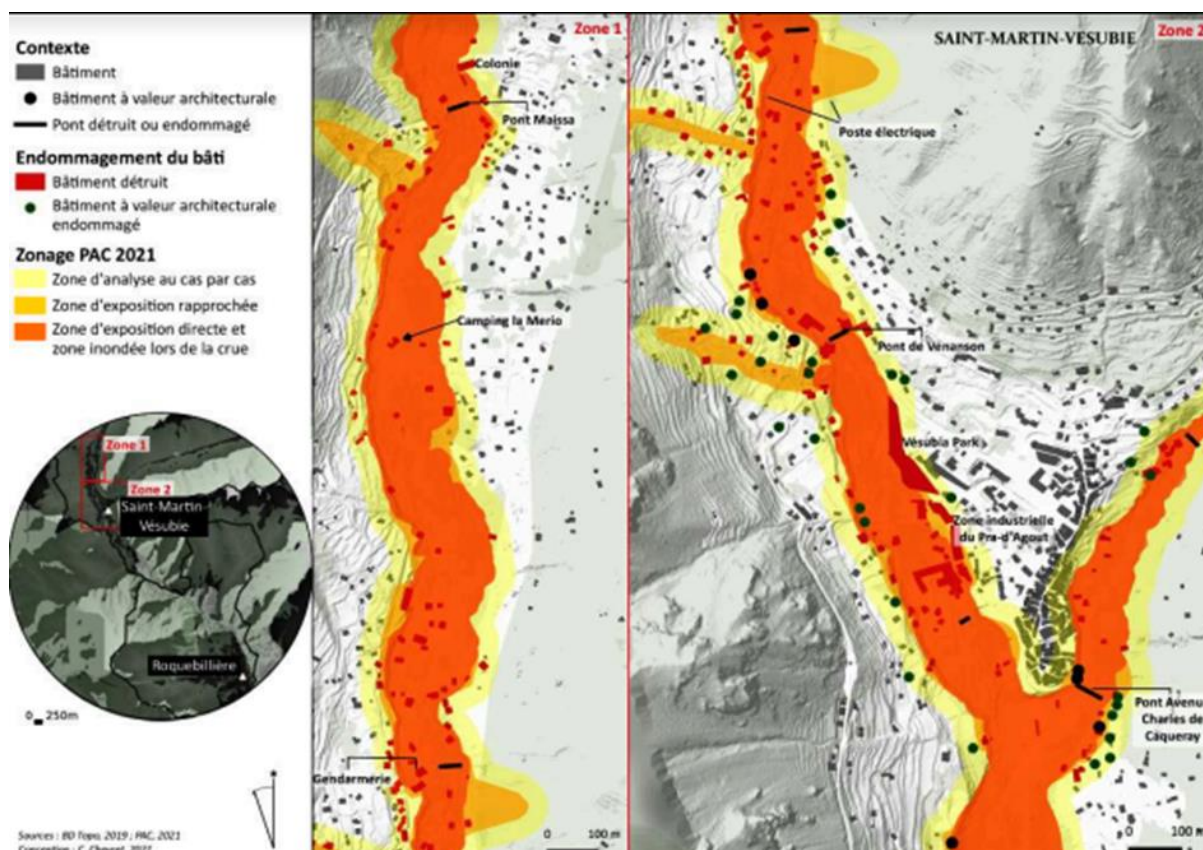 Contexte
Bâtiment
Bâtiment à valeur architecturale
Pont détruit ou endommagé
Endommagement du bâti
Bâtiment détruit
Bâtiment à valeur architecturale
endommagé
Zonage PAC 2021
Zone d'analyse au cas par cas
Zone d'exposition rapprochée
Zone d'exposition directe et
zone inondée lors de la crue
Zone 1
Zone 2
Saint-Martin
Vésubie
Roquebillière
0 250m
Sources : BD Topo, 2019 ; PAC, 2021
Zone 1
Colonie
Pont Maissa
Camping la Merio
Gendarmerie
0 100 m
SAINT-MARTIN-VÉSUBIE
Zone 2
Poste électrique
Pont de Venanson
Vésubia Park
Zone industrielle
du Pra-d'Agout
Pont Avenu
Charles de
Caqueray
0 100 m